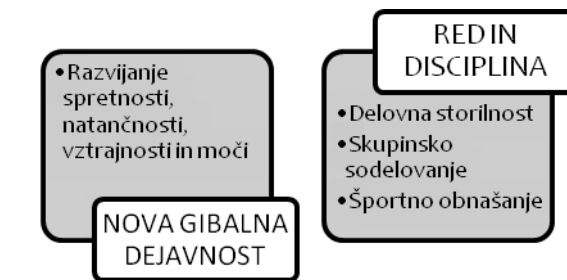 •Razvijanje
spretnosti,
natančnosti,
vztrajnosti in moči
NOVA GIBALNA
DEJAVNOST
RED IN
DISCIPLINA
•Delovna storilnost
•Skupinsko
sodelovanje
•Športno obnašanje